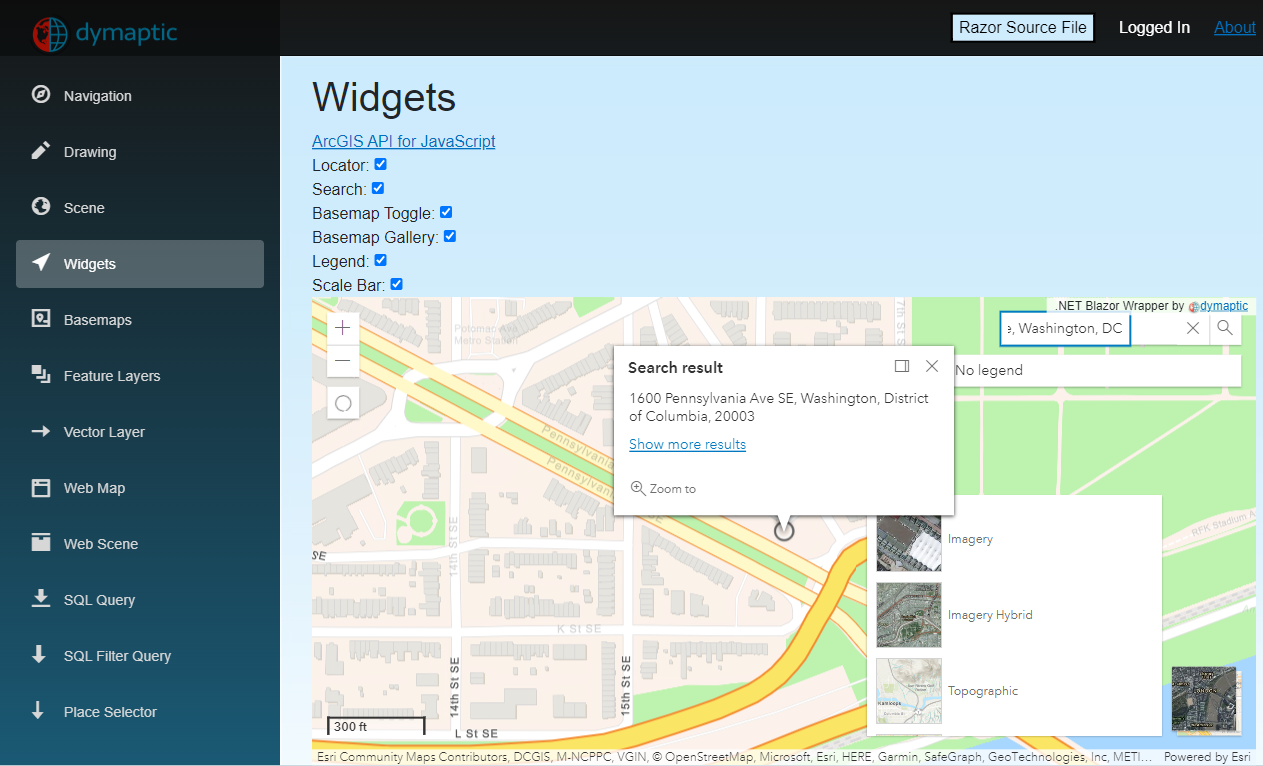 dymaptic
Razor Source File
Logged In
About
Navigation
Drawing
Scene
Widgets
Basemaps
Feature Layers
Vector Layer
Web Map
Web Scene
SQL Query
SQL Filter Query
Place Selector
Widgets
ArcGIS API for JavaScript
Locator:
Search:
Basemap Toggle:
Basemap Gallery:
Legend:
Scale Bar:
.NET Blazor Wrapper by dymaptic
, Washington, DC
No legend
Search result
1600 Pennsylvania Ave SE, Washington, District
of Columbia, 20003
Show more results
Zoom to
Potomac Ave
Metro Station
17th St
Pennsylvania
Pennsylvania
14th St SE
SE
K St SE
14th St SE
15th St SE
L St SE
RFK Stadium
Imagery
Imagery Hybrid
Topographic
Kamloops
300 ft
Esri Community Maps Contributors, DCGIS, M-NCPPC, VGIN, © OpenStreetMap, Microsoft, Esri, HERE, Garmin, SafeGraph, GeoTechnologies, Inc, METI...
Powered by Esri